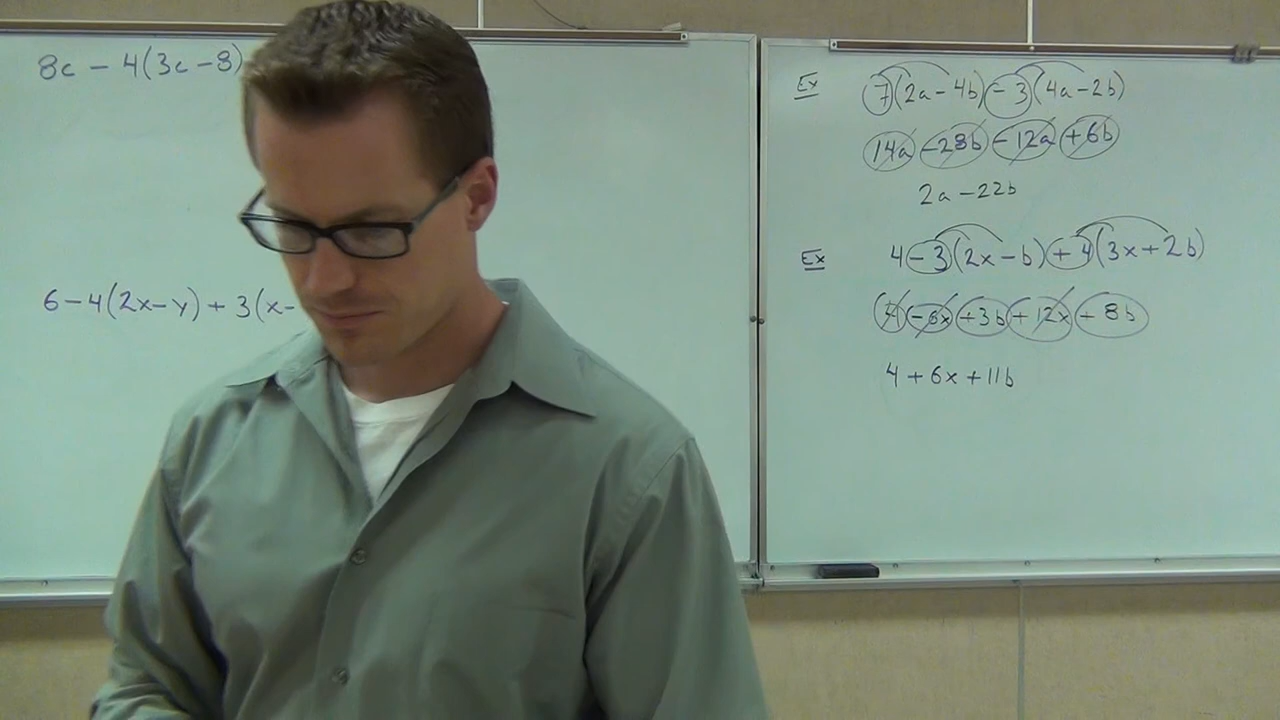 8c - 4(3c - 8)
6 - 4(2x - y) + 3(x -
Ex 7(2a - 4b) - 3(4a - 2b)
14a - 28b - 12a + 6b
2a - 22b
Ex 4 - 3(2x - b) + 4(3x + 2b)
4 - 6x + 3b + 12x + 8b
4 + 6x + 11b